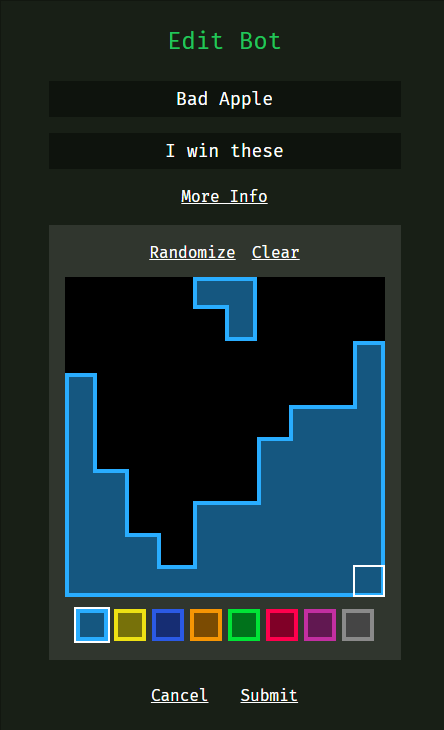 Edit Bot
Bad Apple
I win these
More Info
Randomize Clear
Cancel Submit